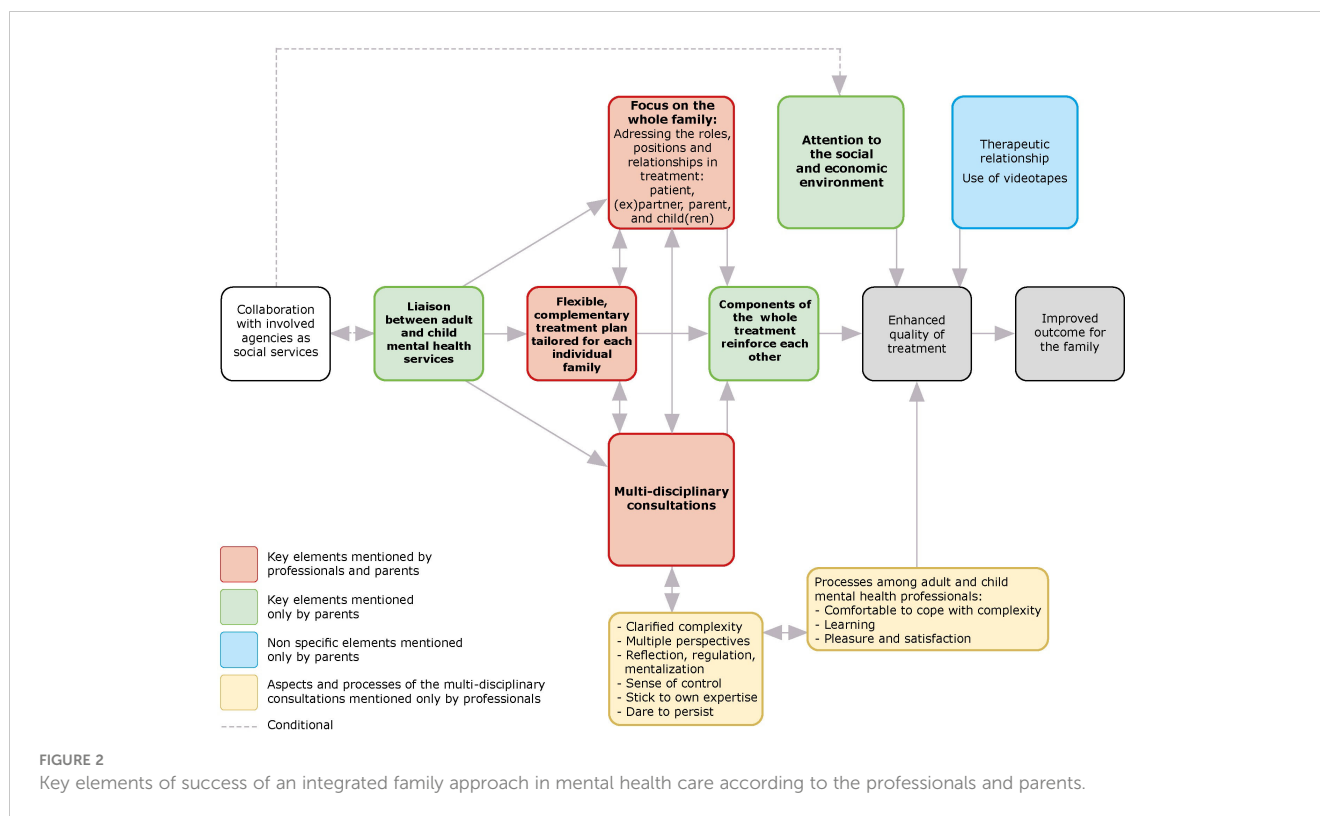 Focus on the
whole family:
Adressing the roles,
positions and
relationships in
treatment:
patient,
(ex)partner, parent,
and child(ren)
Attention to
the social
and economic
environment
Therapeutic
relationship
Use of videotapes
Collaboration
with involved
agencies as
social services
Liaison
between adult
and child
mental health
services
Flexible,
complementary
treatment plan
tailored for each
individual
family
Components of
the whole
treatment
reinforce each
other
Enhanced
quality of
treatment
Improved
outcome for
the family
Multi-disciplinary
consultations
Key elements mentioned by
professionals and parents
Key elements mentioned
only by parents
Non specific elements mentioned
only by parents
Aspects and processes of the multi-disciplinary
consultations mentioned only by professionals
Conditional
- Clarified complexity
- Multiple perspectives
- Reflection, regulation,
mentalization
- Sense of control
- Stick to own expertise
- Dare to persist
Processes among adult and child
mental health professionals:
- Comfortable to cope with complexity
- Learning
- Pleasure and satisfaction
FIGURE 2
Key elements of success of an integrated family approach in mental health care according to the professionals and parents.